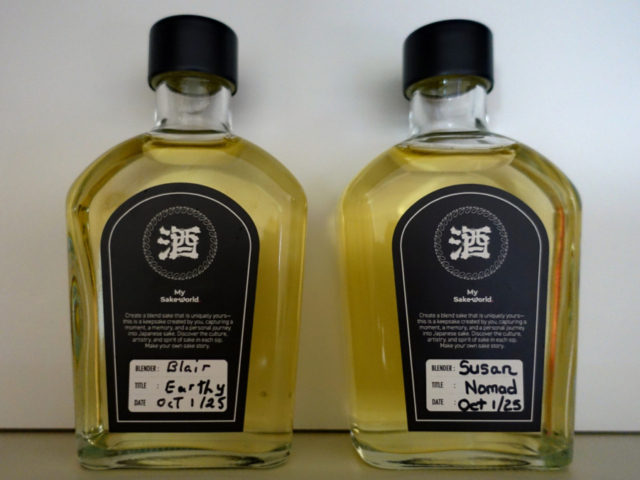 酒
My
Sake World.
Create a blend sake that is uniquely yours—
this is a keepsake created by you, capturing a
moment, a memory, and a personal journey
into Japanese sake. Discover the culture,
artistry, and spirit of sake in each sip.
Make your own sake story.
BLENDER : Blair
TITLE : Earthy
DATE OcT 1/25
酒
My
Sake World.
Create a blend sake that is uniquely yours—
this is a keepsake created by you, capturing a
moment, a memory, and a personal journey
into Japanese sake. Discover the culture,
artistry, and spirit of sake in each sip.
Make your own sake story.
BLENDER : Susan
TITLE : Nomad
DATE : Oct 1/25